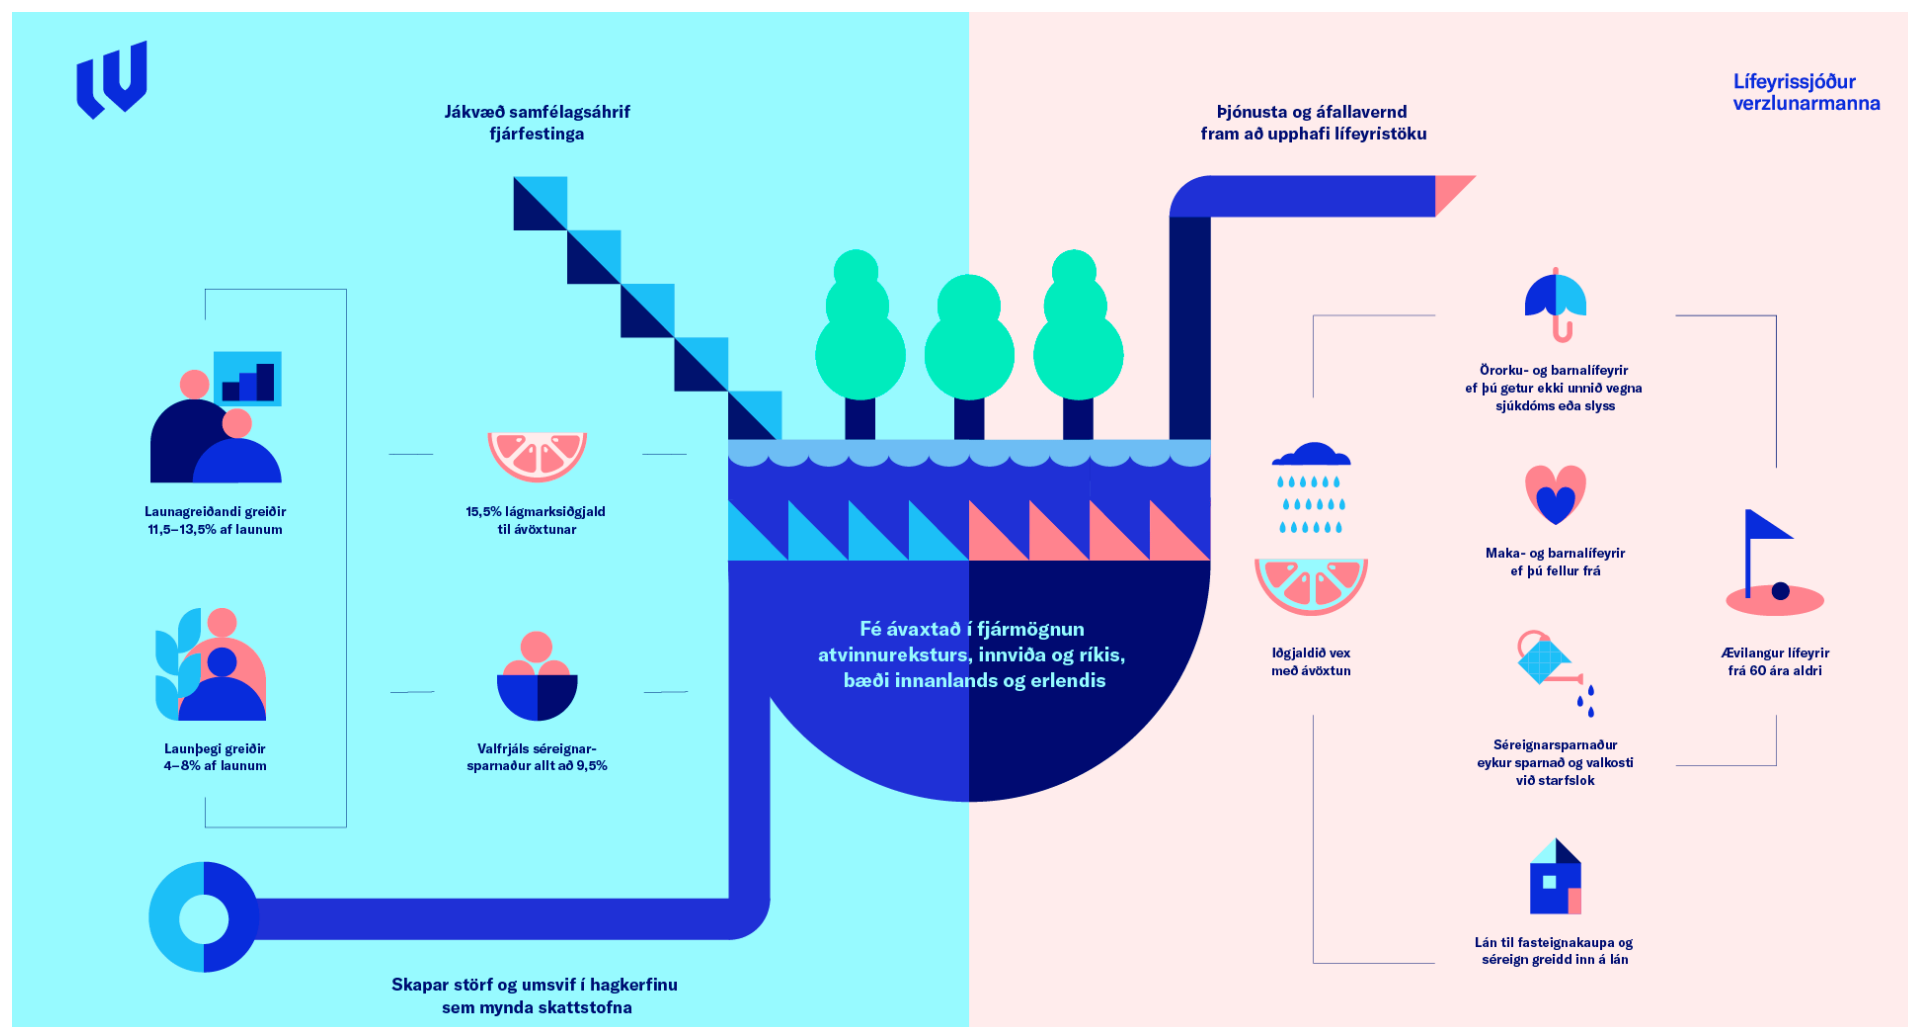 Lífeyrissjóður
verzlunarmanna
Jákvæð samfélagsáhrif
fjárfestinga
Þjónusta og áfallavernd
fram að upphafi lífeyristöku
Launagreiðandi greiðir
11,5–13,5% af launum
15,5% lágmarksiðgjald
til ávöxtunar
Launþegi greiðir
4–8% af launum
Valfrjáls séreignar-
sparnaður allt að 9,5%
Fé ávaxtað í fjármögnun
atvinnureksturs, innviða og ríkis,
bæði innanlands og erlendis
Skapar störf og umsvif í hagkerfinu
sem mynda skattstofna
Iðgjaldið vex
með ávöxtun
Örorku- og barnalífeyrir
ef þú getur ekki unnið vegna
sjúkdóms eða slyss
Maka- og barnalífeyrir
ef þú fellur frá
Séreignarsparnaður
eykur sparnað og valkosti
við starfslok
Lán til fasteignakaupa og
séreign greidd inn á lán
Ævilangur lífeyrir
frá 60 ára aldri